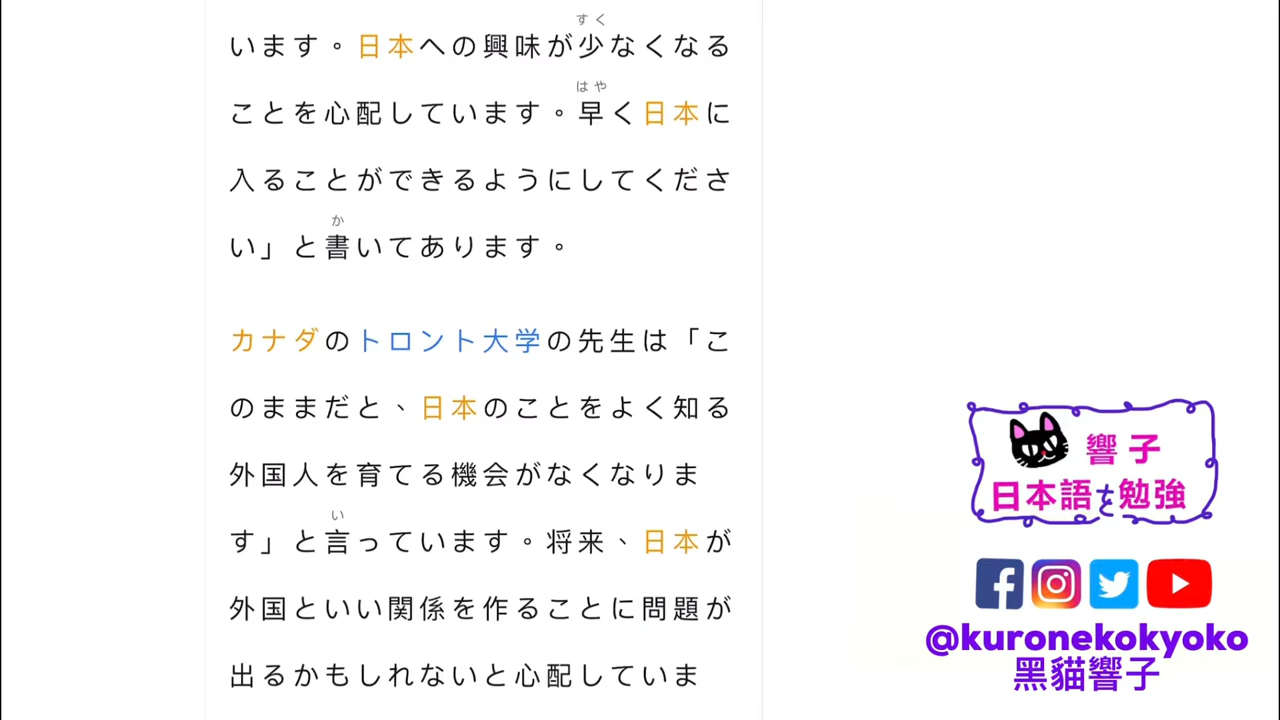 います。日本への興味が少なくなる
すく
ことを心配しています。早く日本に
はや
入ることができるようにしてくださ
い」と書いてあります。
か
カナダのトロント大学の先生は「こ
のままだと、日本のことをよく知る
外国人を育てる機会がなくなりま
す」と言っています。将来、日本が
い
外国といい関係を作ることに問題が
出るかもしれないと心配していま
響子
日本語を勉強
@kuronekokyoko
黑貓響子